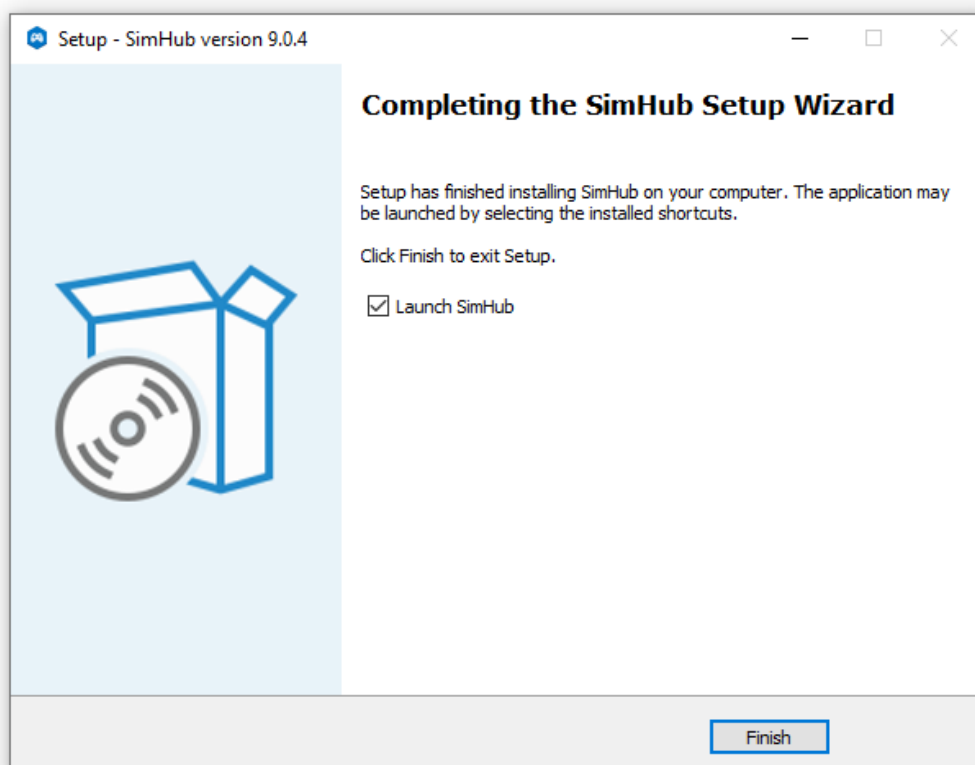 Setup - SimHub version 9.0.4
Completing the SimHub Setup Wizard
Setup has finished installing SimHub on your computer. The application may
be launched by selecting the installed shortcuts.
Click Finish to exit Setup.
Launch SimHub
Finish